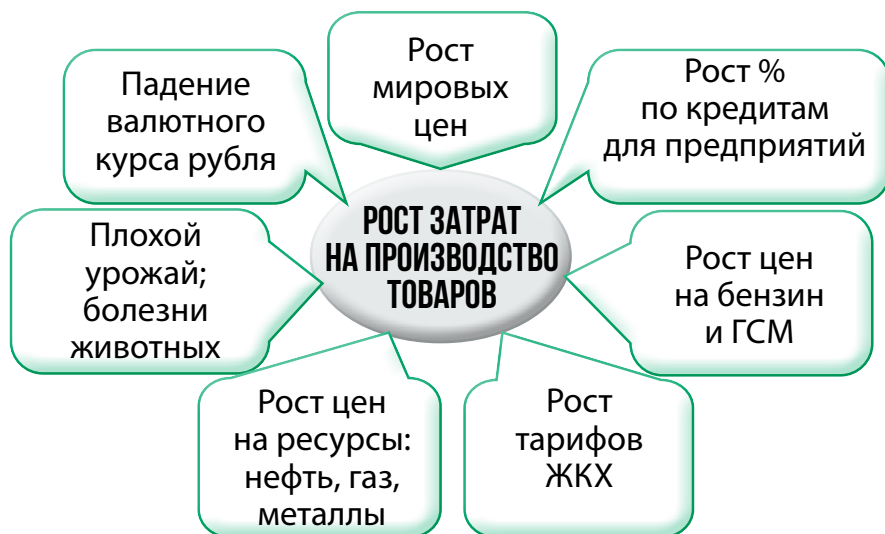 Рост
мировых
цен
Падение
валютного
курса рубля
Рост %
по кредитам
для предприятий
РОСТ ЗАТРАТ
НА ПРОИЗВОДСТВО
ТОВАРОВ
Плохой
урожай;
болезни
животных
Рост цен
на бензин
и ГСМ
Рост цен
на ресурсы:
нефть, газ,
металлы
Рост
тарифов
ЖКХ